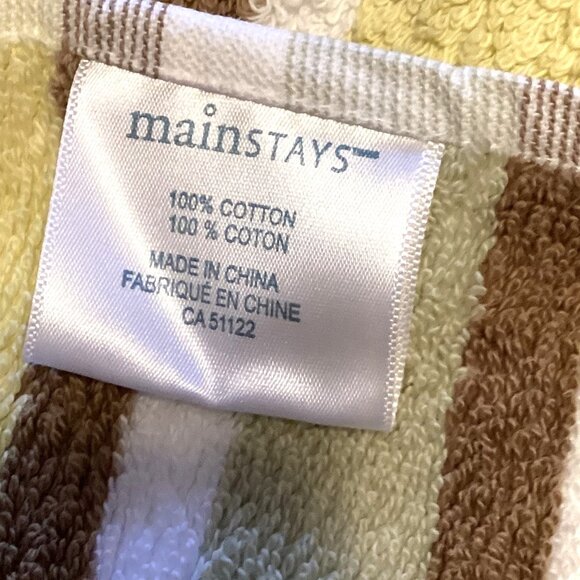 mainSTAYS
100% COTTON
100 % COTON
MADE IN CHINA
FABRIQUÉ EN CHINE
CA 51122